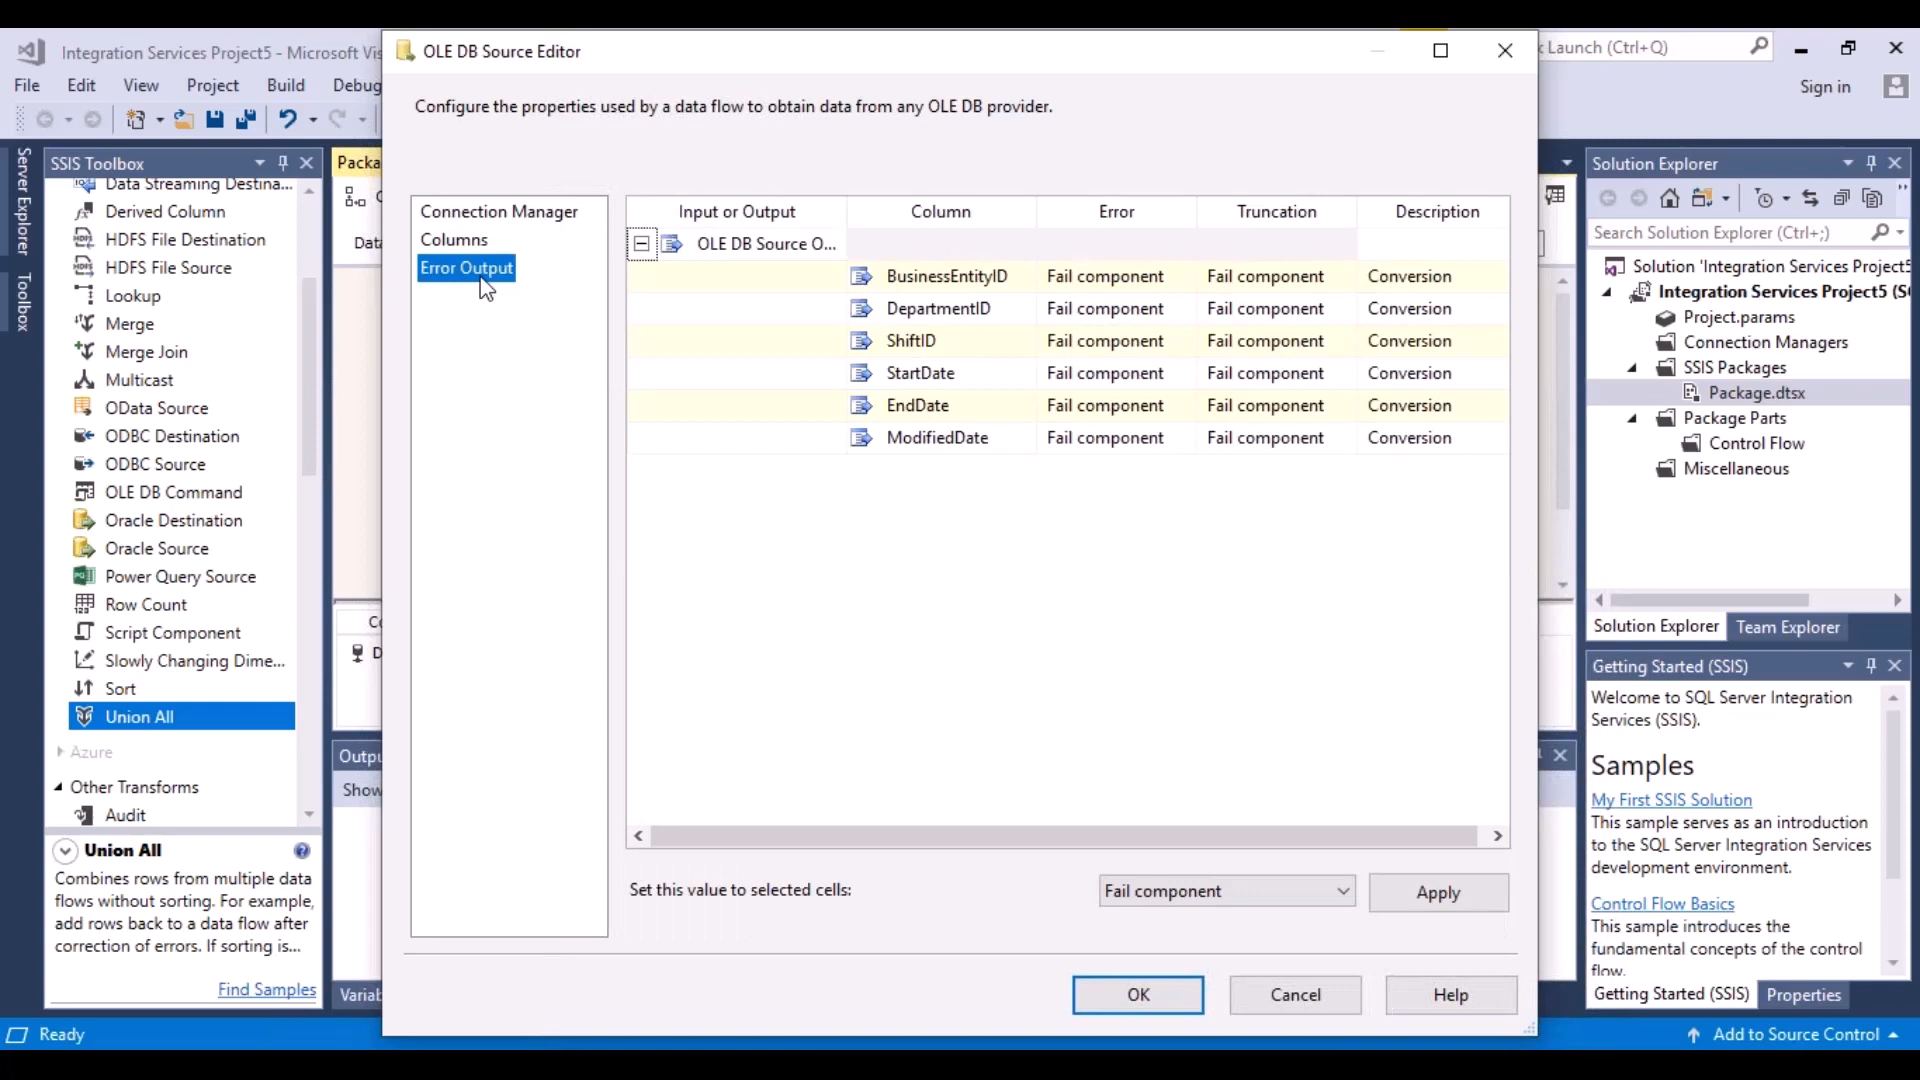 Integration Services Project5 - Microsoft Vis
OLE DB Source Editor
Launch (Ctrl+Q)
File Edit View Project Build Debug
Sign in
Configure the properties used by a data flow to obtain data from any OLE DB provider.
Server Explorer
Toolbox
SSIS Toolbox
Data Streaming Destina...
Derived Column
HDFS File Destination
HDFS File Source
Lookup
Merge
Merge Join
Multicast
OData Source
ODBC Destination
ODBC Source
OLE DB Command
Oracle Destination
Oracle Source
Power Query Source
Row Count
Script Component
Slowly Changing Dime...
Sort
Union All
Azure
Other Transforms
Audit
Union All
Combines rows from multiple data
flows without sorting. For example,
add rows back to a data flow after
correction of errors. If sorting is...
Find Samples
Packa
Dat
Outpu
Show
Variab
Connection Manager
Columns
Error Output
Input or Output Column Error Truncation Description
OLE DB Source O...
BusinessEntityID Fail component Fail component Conversion
DepartmentID Fail component Fail component Conversion
ShiftID Fail component Fail component Conversion
StartDate Fail component Fail component Conversion
EndDate Fail component Fail component Conversion
ModifiedDate Fail component Fail component Conversion
Set this value to selected cells:
Fail component
Apply
OK
Cancel
Help
Solution Explorer
Search Solution Explorer (Ctrl+;)
Solution 'Integration Services Project5
Integration Services Project5 (S
Project.params
Connection Managers
SSIS Packages
Package.dtsx
Package Parts
Control Flow
Miscellaneous
Solution Explorer Team Explorer
Getting Started (SSIS)
Welcome to SQL Server Integration
Services (SSIS).
Samples
My First SSIS Solution
This sample serves as an introduction
to the SQL Server Integration Services
development environment.
Control Flow Basics
This sample introduces the
fundamental concepts of the control
flow.
Getting Started (SSIS) Properties
Ready
Add to Source Control